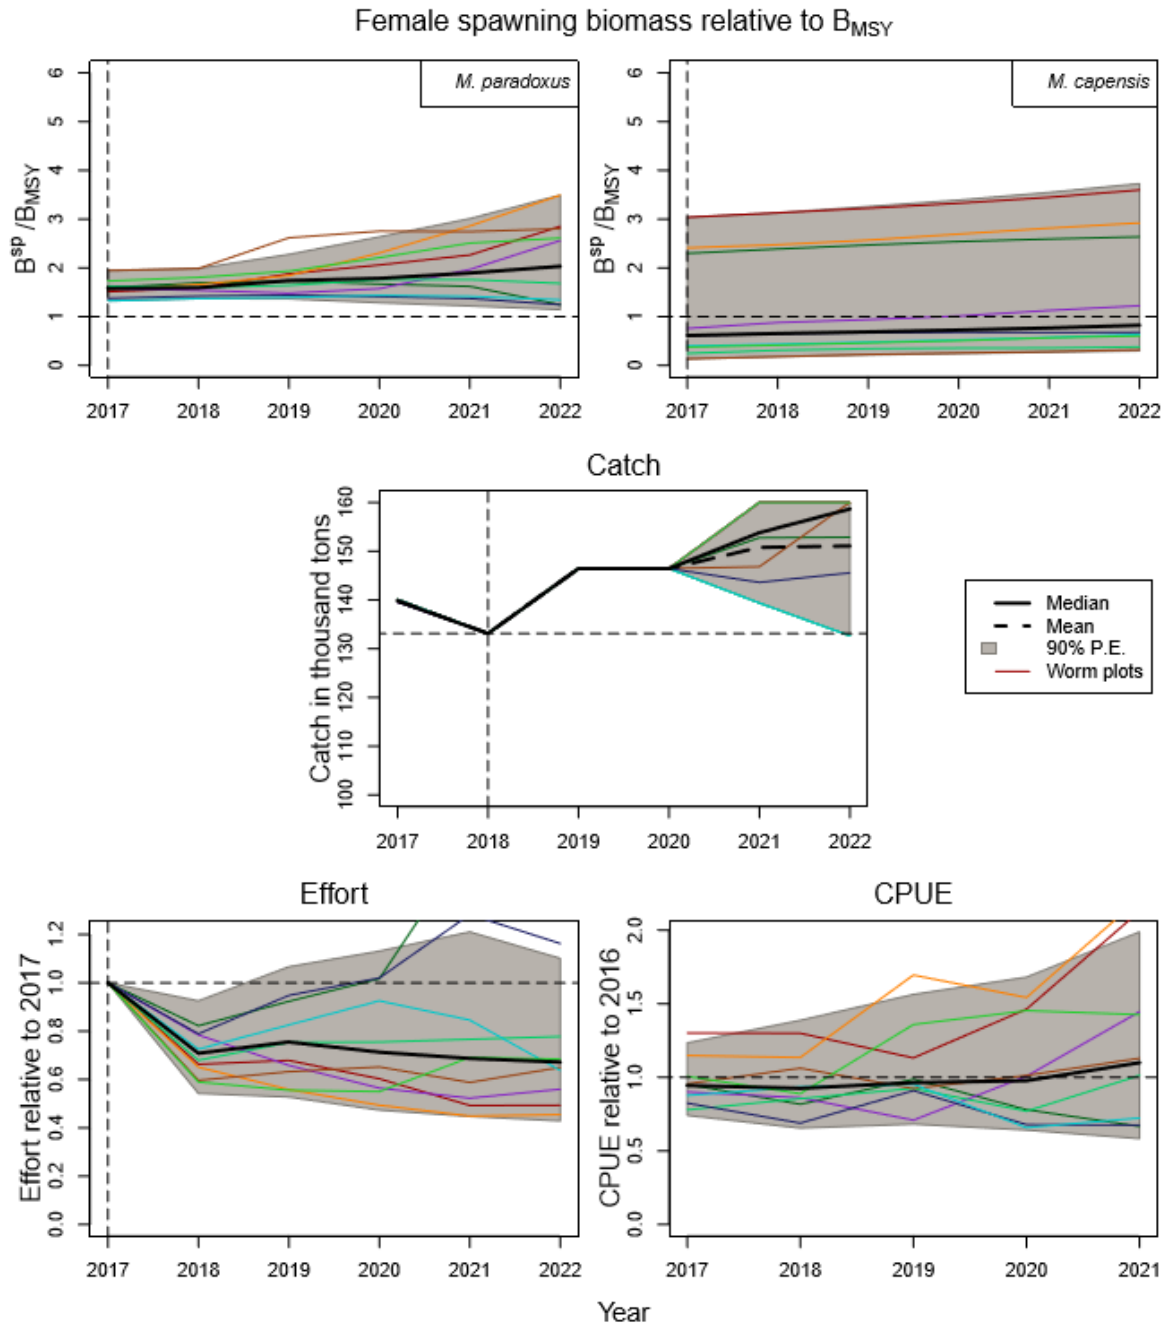 Female spawning biomass relative to BMSY
M. paradoxus
M. capensis
Bsp /BMSY
0 1 2 3 4 5 6
2017 2018 2019 2020 2021 2022
Bsp /BMSY
0 1 2 3 4 5 6
2017 2018 2019 2020 2021 2022
Catch
Catch in thousand tons
100 110 120 130 140 150 160
2017 2018 2019 2020 2021 2022
Median
Mean
90% P.E.
Worm plots
Effort
Effort relative to 2017
0.0 0.2 0.4 0.6 0.8 1.0 1.2
2017 2018 2019 2020 2021 2022
CPUE
CPUE relative to 2016
0.0 0.5 1.0 1.5 2.0
2017 2018 2019 2020 2021
Year